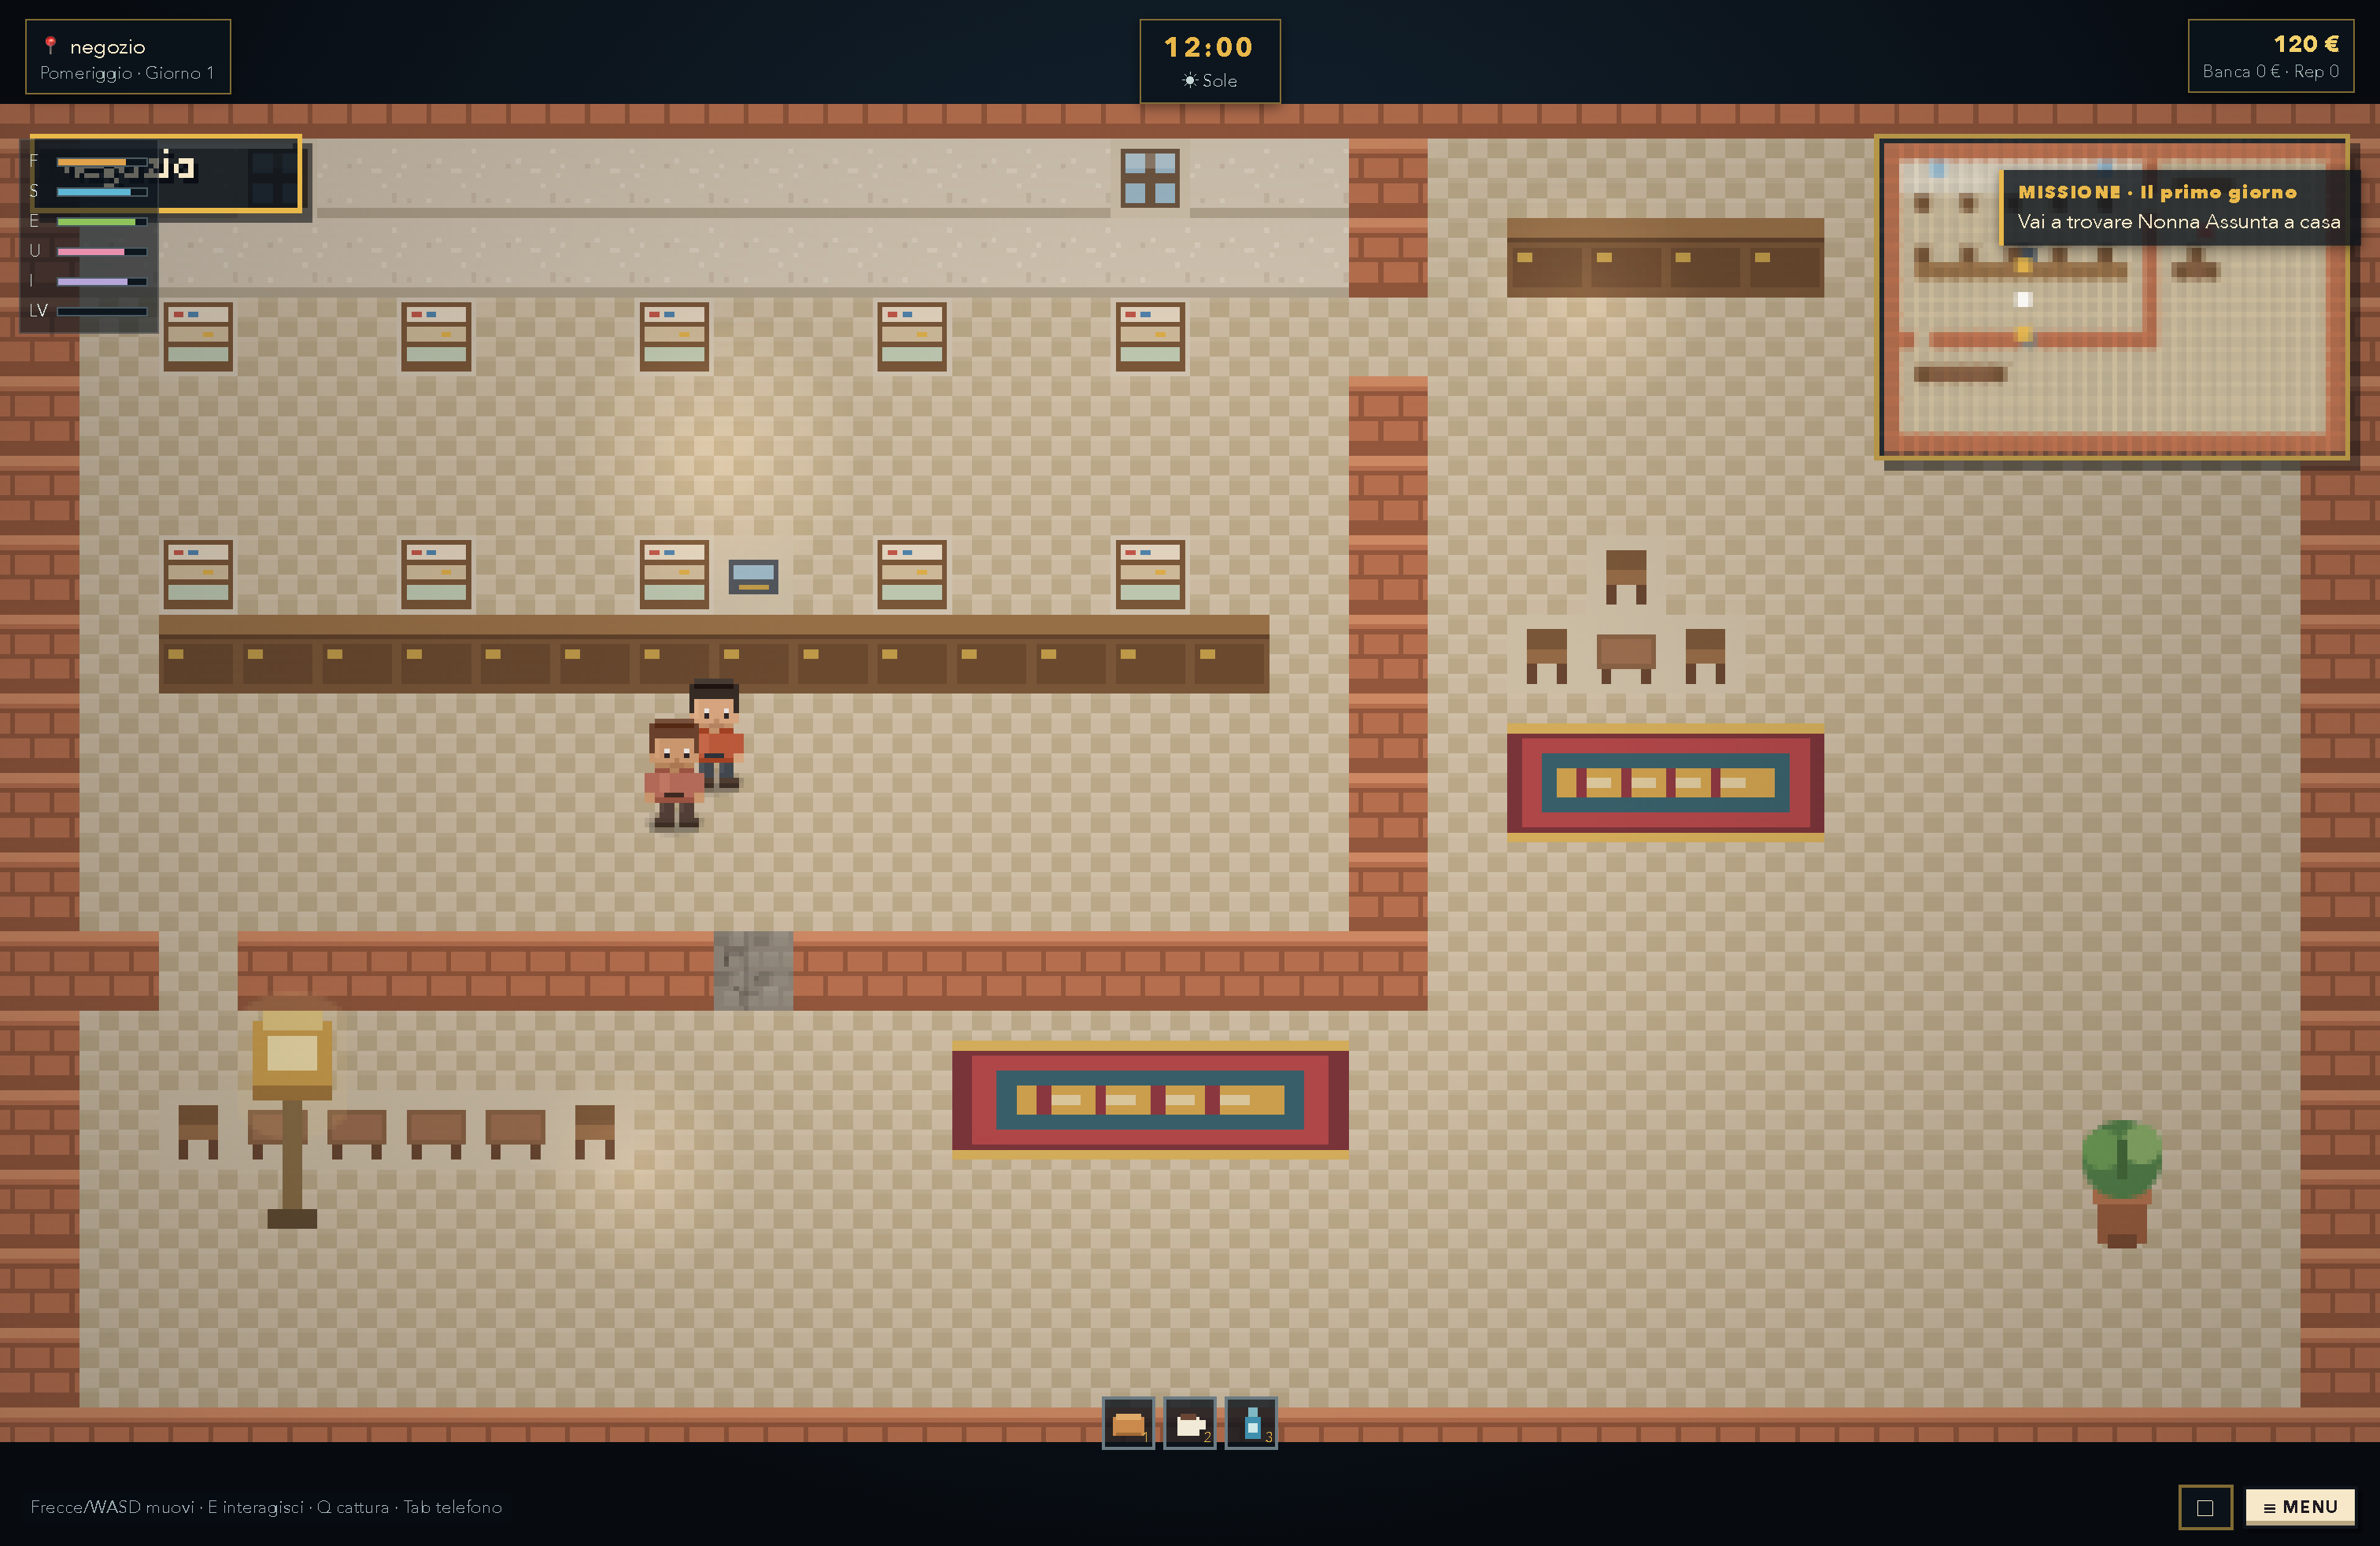 negozio
Pomeriggio · Giorno 1
12:00
Sole
120 €
Banca 0 € · Rep 0
F
S
E
U
I
LV
MISSIONE · Il primo giorno
Vai a trovare Nonna Assunta a casa
1
2
3
Frecce/WASD muovi · E interagisci · Q cattura · Tab telefono
≡ MENU